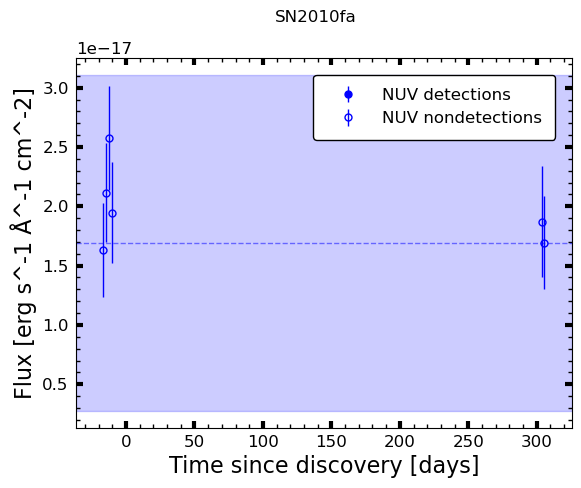 SN2010fa
1e−17
3.0
2.5
2.0
1.5
1.0
0.5
Flux [erg s^-1 Å^-1 cm^-2]
NUV detections
NUV nondetections
0 50 100 150 200 250 300
Time since discovery [days]